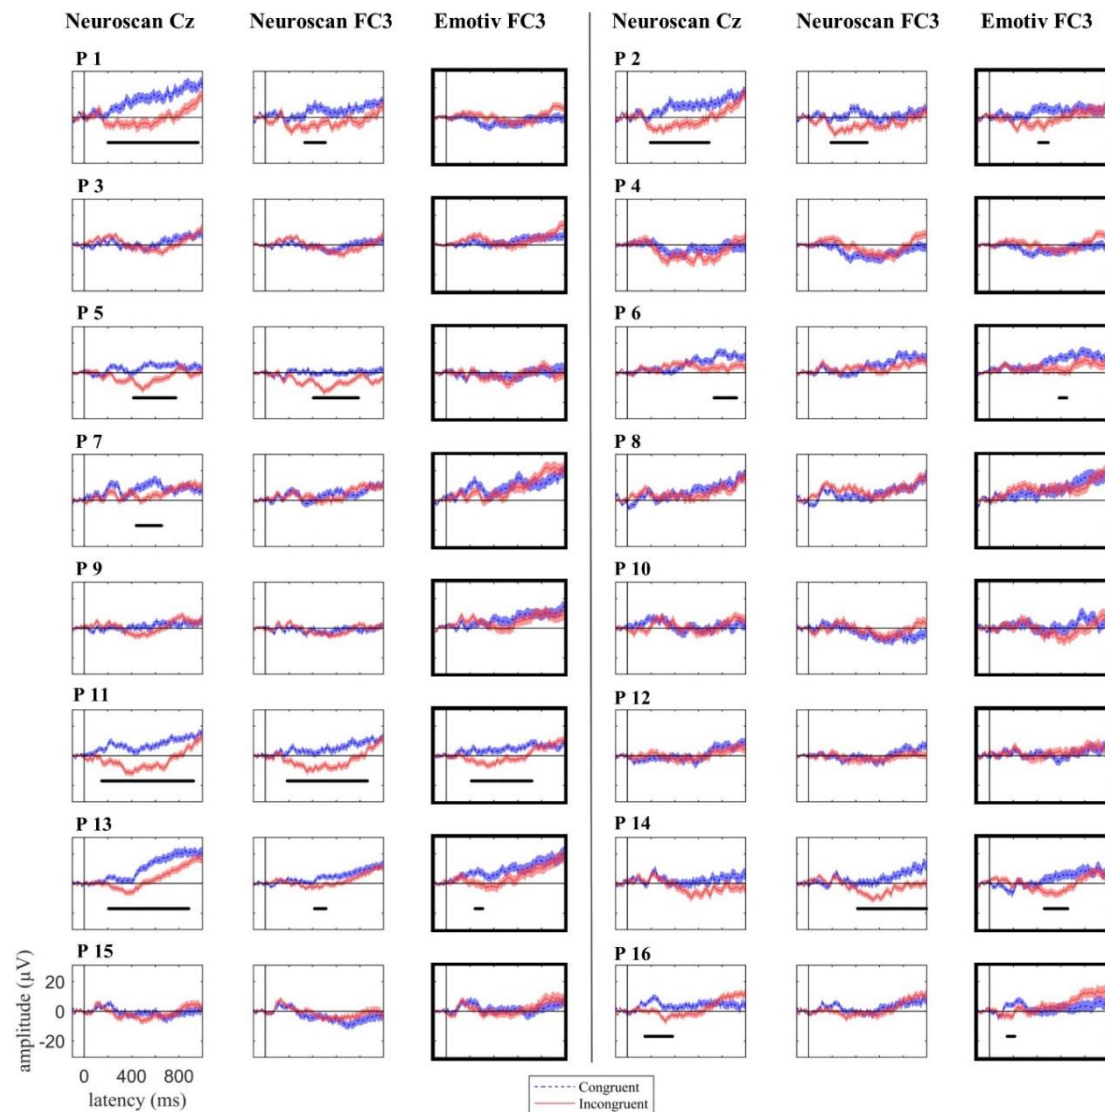 Neuroscan Cz Neuroscan FC3 Emotiv FC3 Neuroscan Cz Neuroscan FC3 Emotiv FC3
P 1 P 2
P 3 P 4
P 5 P 6
P 7 P 8
P 9 P 10
P 11 P 12
P 13 P 14
P 15 P 16
amplitude (µV)
20
0
-20
0 400 800
latency (ms)
Congruent
Incongruent